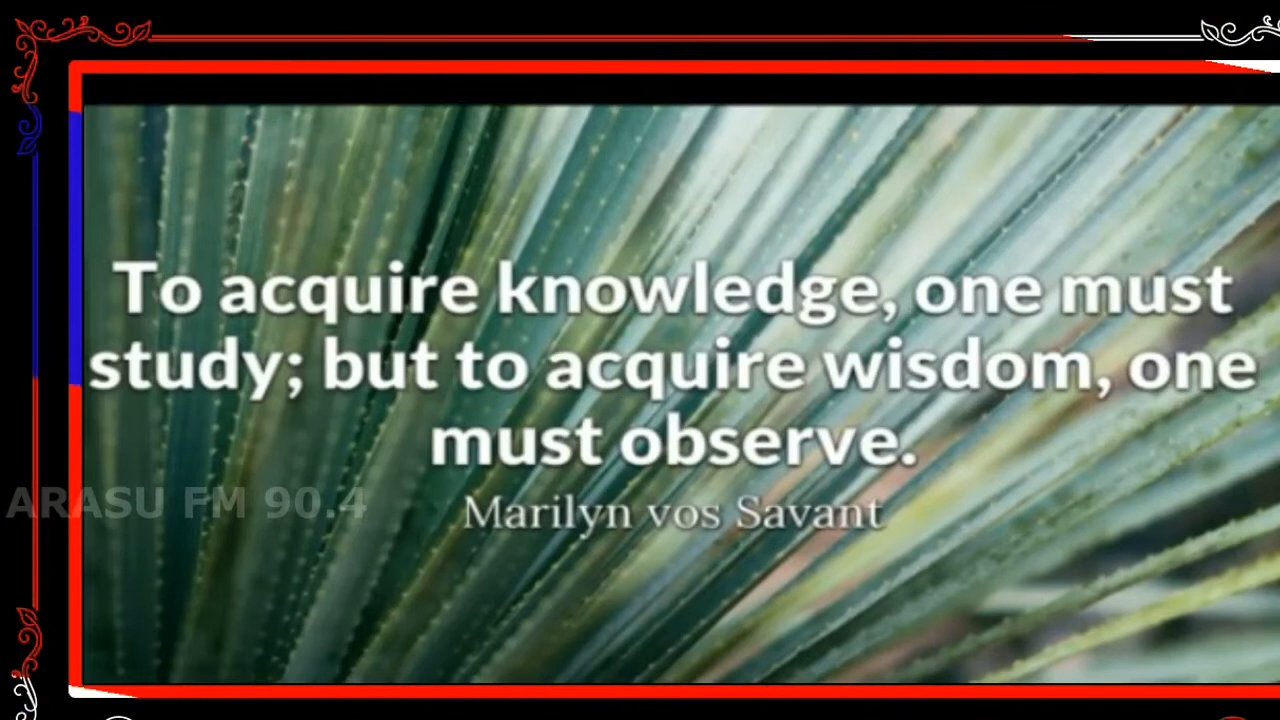 To acquire knowledge, one must
study; but to acquire wisdom, one
must observe.
ARASU FM 90.4
Marilyn vos Savant